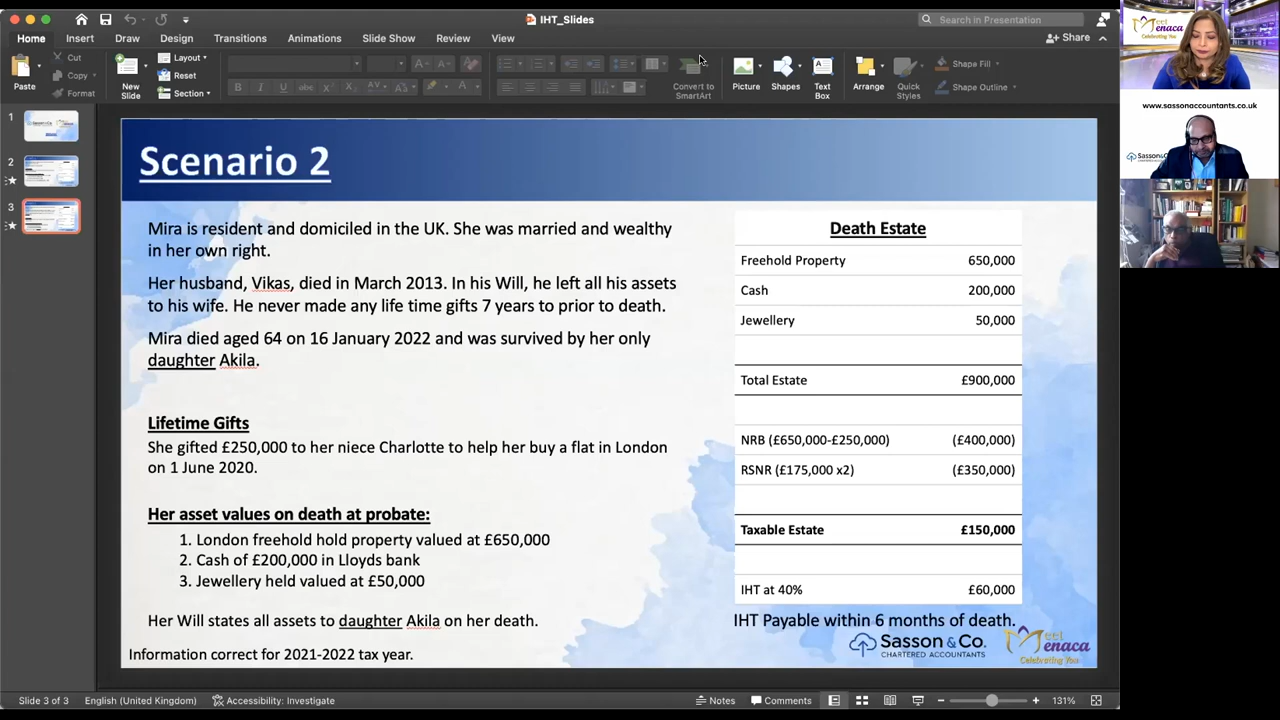 IHT_Slides
Search in Presentation
Home Insert Draw Design Transitions Animations Slide Show Review View
Share
Paste
Cut
Copy
Format
New Slide
Layout
Reset
Section
B I U
Convert to SmartArt
Picture
Shapes
Text Box
Arrange
Quick Styles
Shape Fill
Shape Outline
1
2
3
Scenario 2
Mira is resident and domiciled in the UK. She was married and wealthy
in her own right.
Her husband, Vikas, died in March 2013. In his Will, he left all his assets
to his wife. He never made any life time gifts 7 years to prior to death.
Mira died aged 64 on 16 January 2022 and was survived by her only
daughter Akila.
Lifetime Gifts
She gifted £250,000 to her niece Charlotte to help her buy a flat in London
on 1 June 2020.
Her asset values on death at probate:
1. London freehold hold property valued at £650,000
2. Cash of £200,000 in Lloyds bank
3. Jewellery held valued at £50,000
Her Will states all assets to daughter Akila on her death.
Information correct for 2021-2022 tax year.
Death Estate
Freehold Property 650,000
Cash 200,000
Jewellery 50,000
Total Estate £900,000
NRB (£650,000-£250,000) (£400,000)
RSNR (£175,000 x2) (£350,000)
Taxable Estate £150,000
IHT at 40% £60,000
IHT Payable within 6 months of death.
Sasson & Co.
CHARTERED ACCOUNTANTS
Meet
Menaca
Celebrating You
Slide 3 of 3 English (United Kingdom) Accessibility: Investigate
Notes Comments 131%
Meet
Menaca
Celebrating You
www.sassonaccountants.co.uk